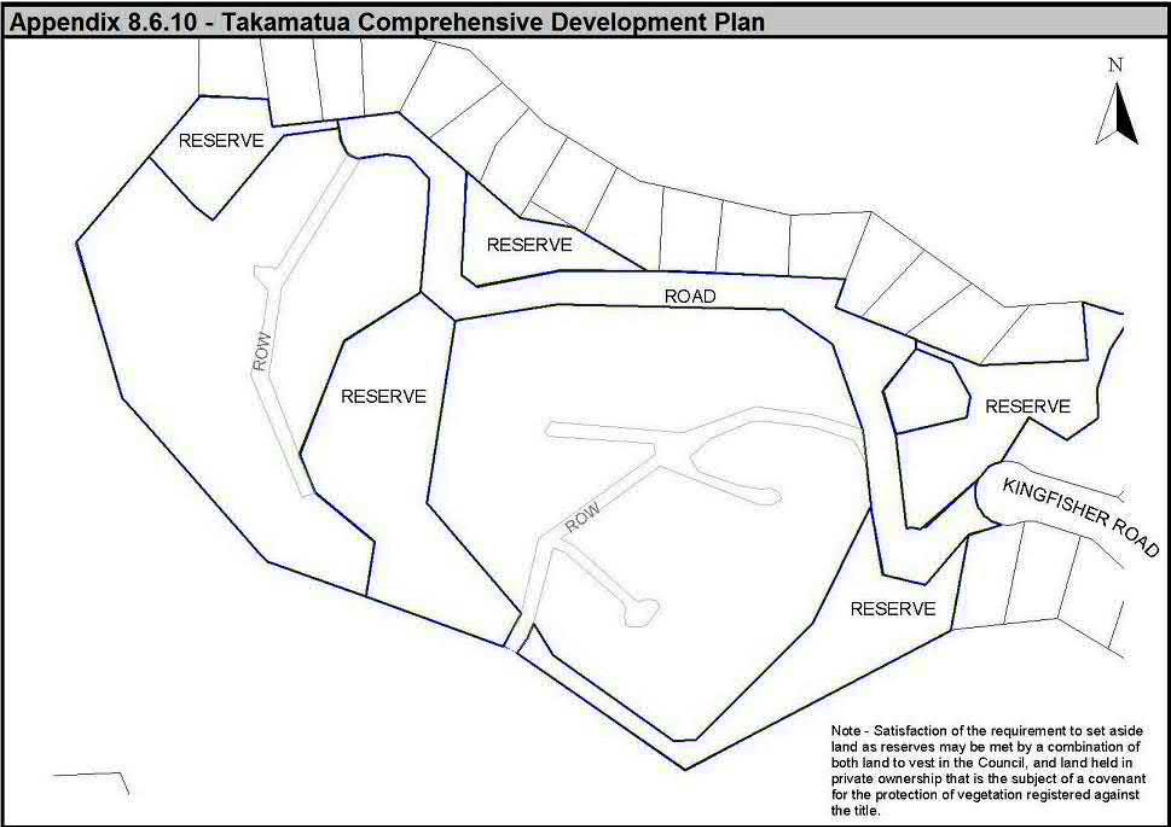 Appendix 8.6.10 - Takamatua Comprehensive Development Plan
N
RESERVE
RESERVE
ROAD
ROW
RESERVE
RESERVE
KINGFISHER ROAD
ROW
RESERVE
Note - Satisfaction of the requirement to set aside
land as reserves may be met by a combination of
both land to vest in the Council, and land held in
private ownership that is the subject of a covenant
for the protection of vegetation registered against
the title.